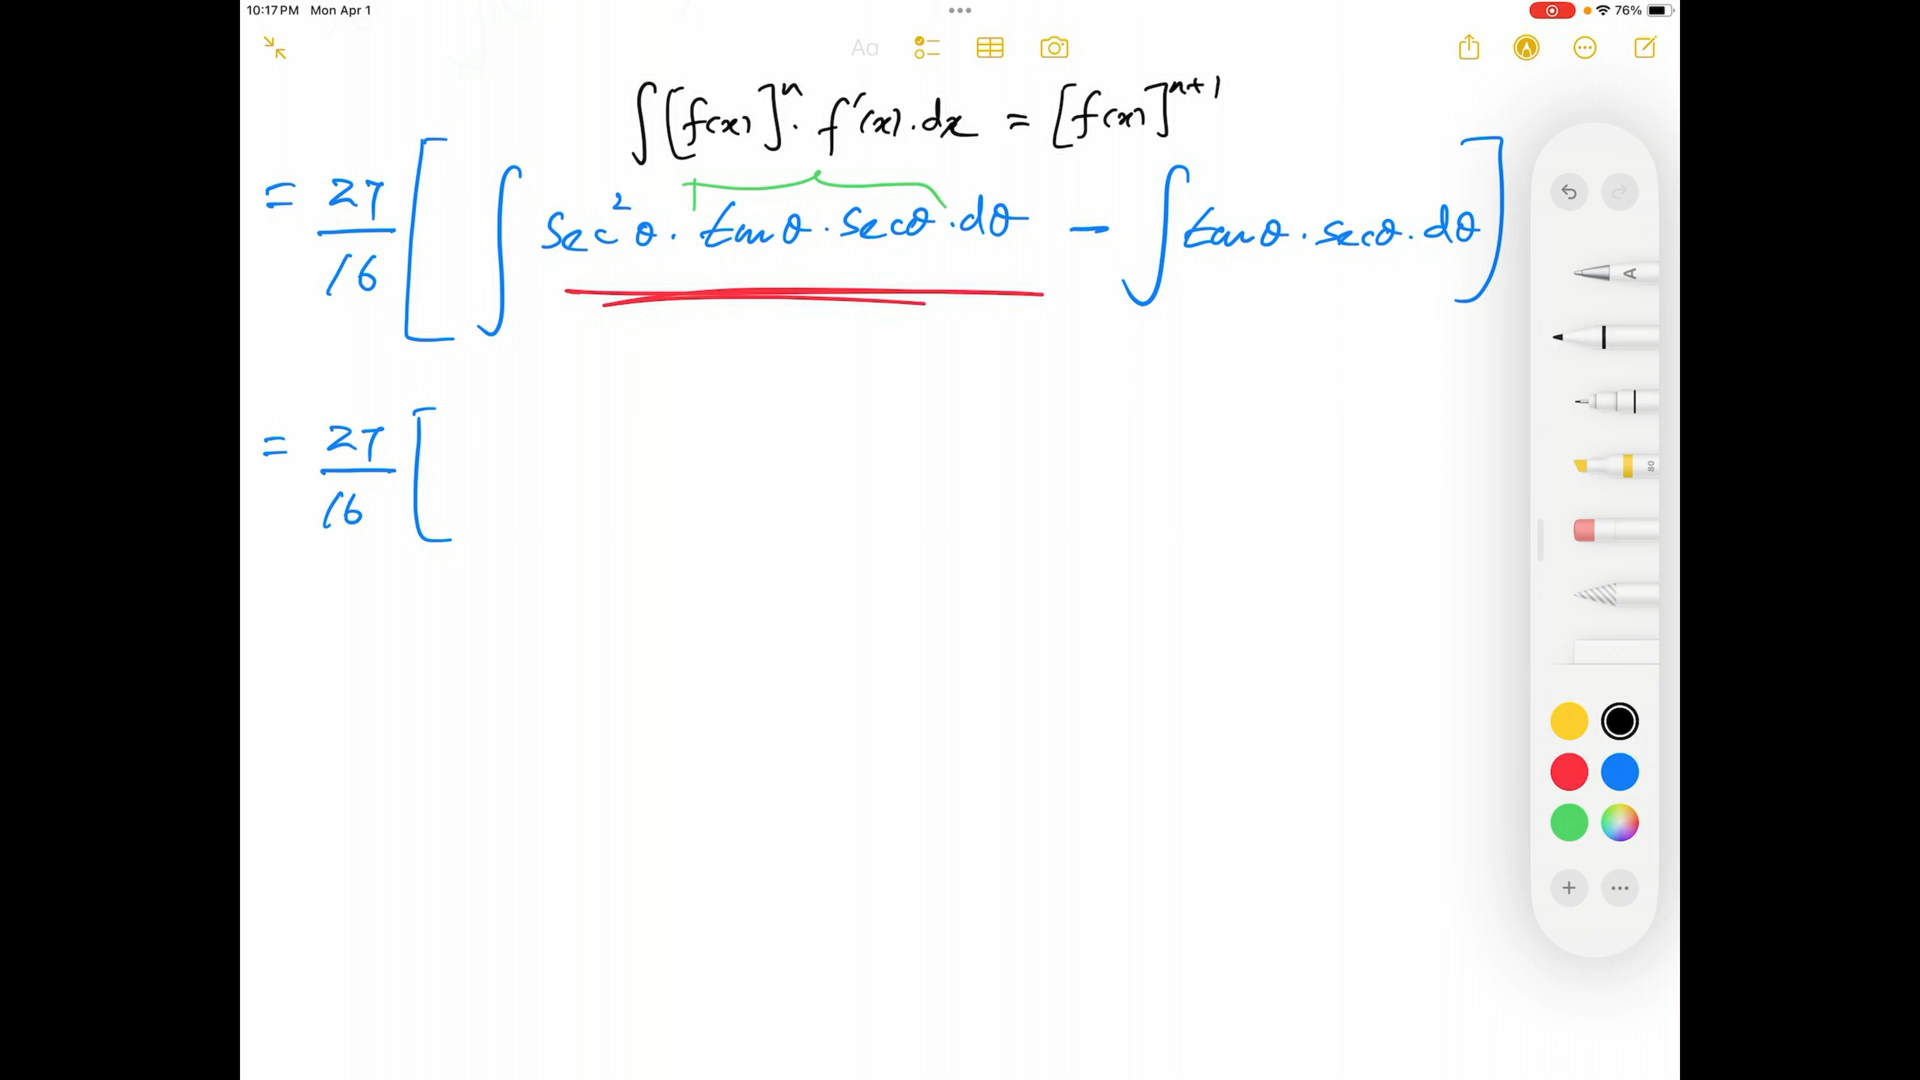 10:17 PM Mon Apr 1
76%
Aa
∫[f(x)]ⁿ · f'(x) · dx = [f(x)]ⁿ⁺¹
= 27/16 [ ∫ sec²θ · tanθ · secθ · dθ - ∫ tanθ · secθ · dθ ]
= 27/16 [
A
80